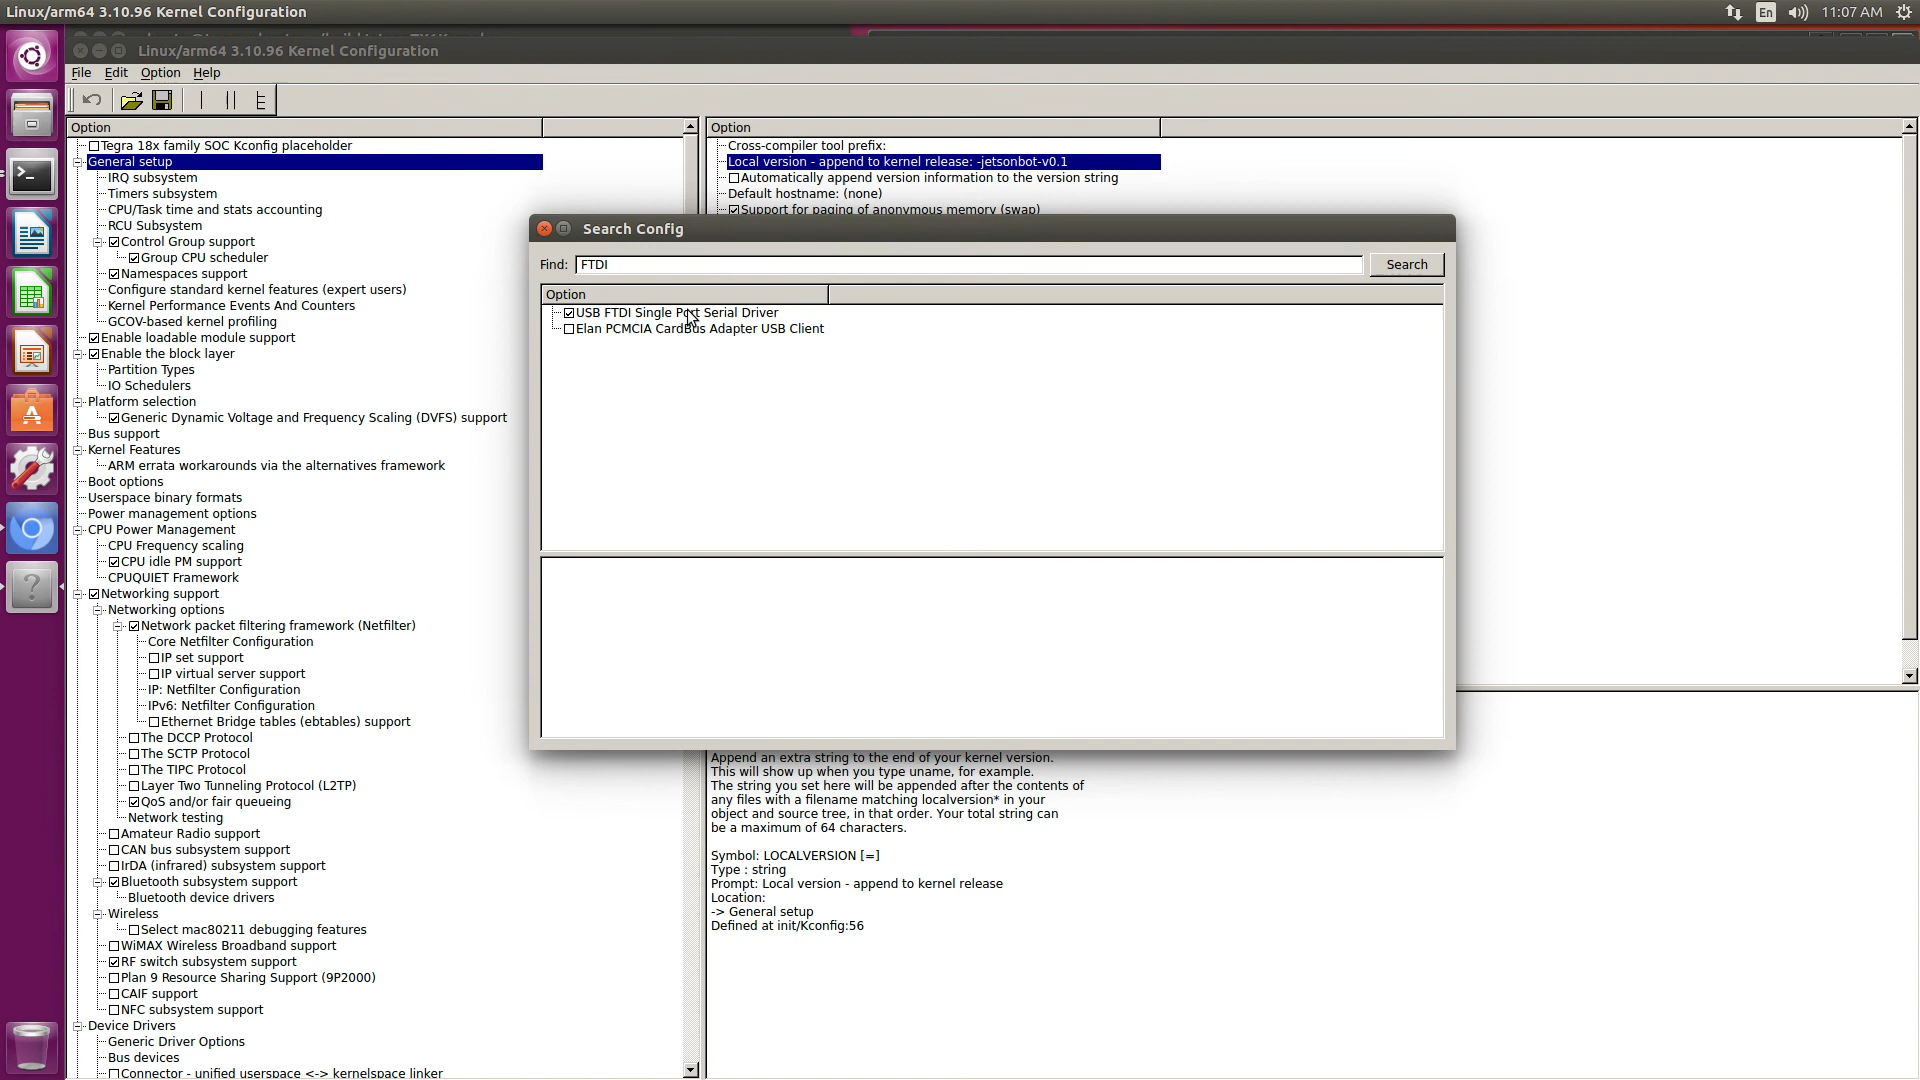 Linux/arm64 3.10.96 Kernel Configuration
En
11:07 AM
Linux/arm64 3.10.96 Kernel Configuration
File Edit Option Help
Option
Tegra 18x family SOC Kconfig placeholder
General setup
IRQ subsystem
Timers subsystem
CPU/Task time and stats accounting
RCU Subsystem
Control Group support
Group CPU scheduler
Namespaces support
Configure standard kernel features (expert users)
Kernel Performance Events And Counters
GCOV-based kernel profiling
Enable loadable module support
Enable the block layer
Partition Types
IO Schedulers
Platform selection
Generic Dynamic Voltage and Frequency Scaling (DVFS) support
Bus support
Kernel Features
ARM errata workarounds via the alternatives framework
Boot options
Userspace binary formats
Power management options
CPU Power Management
CPU Frequency scaling
CPU idle PM support
CPUQUIET Framework
Networking support
Networking options
Network packet filtering framework (Netfilter)
Core Netfilter Configuration
IP set support
IP virtual server support
IP: Netfilter Configuration
IPv6: Netfilter Configuration
Ethernet Bridge tables (ebtables) support
The DCCP Protocol
The SCTP Protocol
The TIPC Protocol
Layer Two Tunneling Protocol (L2TP)
QoS and/or fair queueing
Network testing
Amateur Radio support
CAN bus subsystem support
IrDA (infrared) subsystem support
Bluetooth subsystem support
Bluetooth device drivers
Wireless
Select mac80211 debugging features
WiMAX Wireless Broadband support
RF switch subsystem support
Plan 9 Resource Sharing Support (9P2000)
CAIF support
NFC subsystem support
Device Drivers
Generic Driver Options
Bus devices
Connector - unified userspace <-> kernelspace linker
Option
Cross-compiler tool prefix:
Local version - append to kernel release: -jetsonbot-v0.1
Automatically append version information to the version string
Default hostname: (none)
Support for paging of anonymous memory (swap)
Search Config
Find: FTDI Search
Option
USB FTDI Single Port Serial Driver
Elan PCMCIA CardBus Adapter USB Client
Append an extra string to the end of your kernel version.
This will show up when you type uname, for example.
The string you set here will be appended after the contents of
any files with a filename matching localversion* in your
object and source tree, in that order. Your total string can
be a maximum of 64 characters.
Symbol: LOCALVERSION [=]
Type : string
Prompt: Local version - append to kernel release
Location:
-> General setup
Defined at init/Kconfig:56